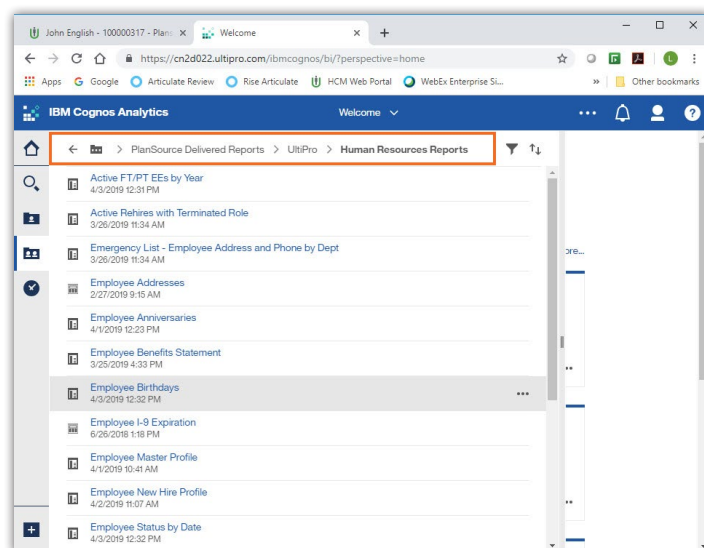 John English - 100000317 - Plan
Welcome
https://cn2d022.ultipro.com/ibmcognos/bi/?perspective=home
Apps
Google
Articulate Review
Rise Articulate
HCM Web Portal
WebEx Enterprise Si...
»
Other bookmarks
IBM Cognos Analytics
Welcome
PlanSource Delivered Reports > UltiPro > Human Resources Reports
Active FT/PT EEs by Year
4/3/2019 12:31 PM
Active Rehires with Terminated Role
3/26/2019 11:34 AM
Emergency List - Employee Address and Phone by Dept
3/26/2019 11:34 AM
ore...
Employee Addresses
2/27/2019 9:15 AM
Employee Anniversaries
4/1/2019 12:23 PM
Employee Benefits Statement
3/25/2019 4:33 PM
Employee Birthdays
4/3/2019 12:32 PM
Employee I-9 Expiration
6/26/2018 1:18 PM
Employee Master Profile
4/1/2019 10:41 AM
Employee New Hire Profile
4/2/2019 11:07 AM
Employee Status by Date
4/3/2019 12:32 PM